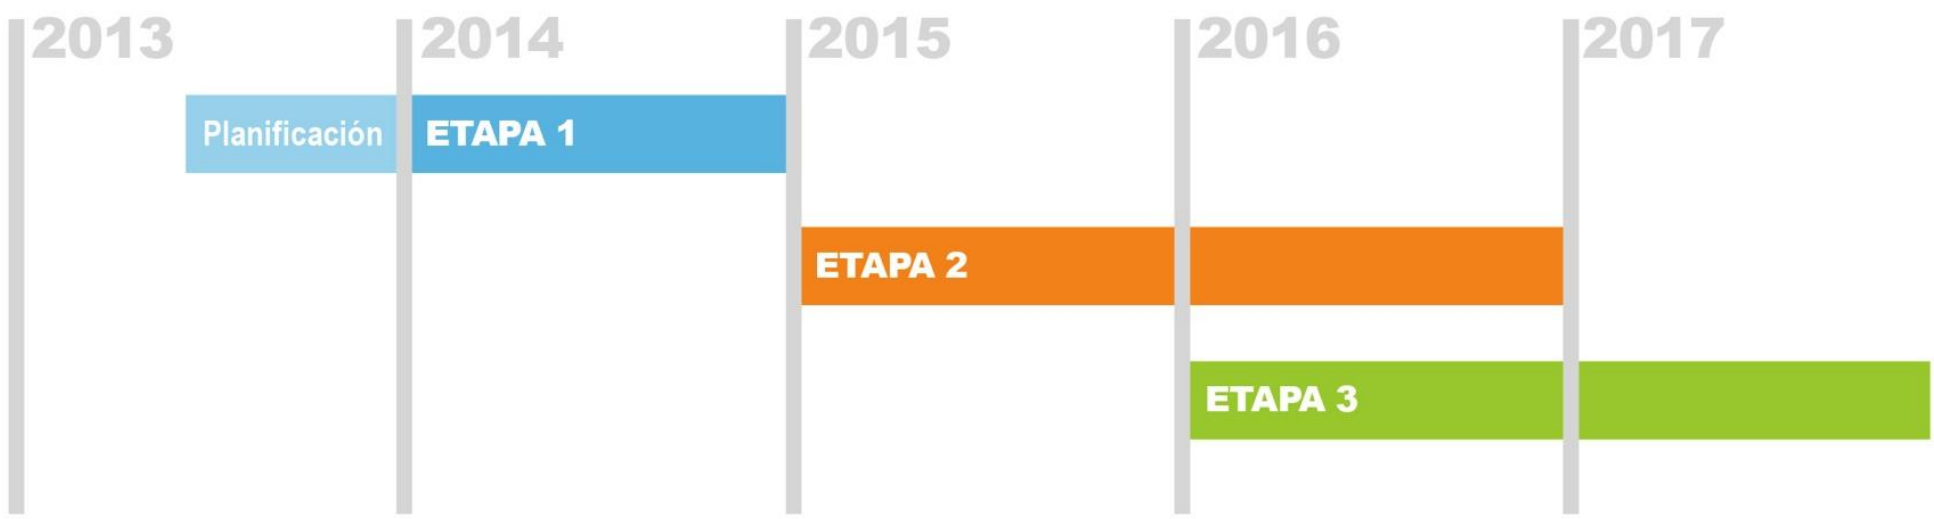 2013 2014 2015 2016 2017
Planificación ETAPA 1
ETAPA 2
ETAPA 3